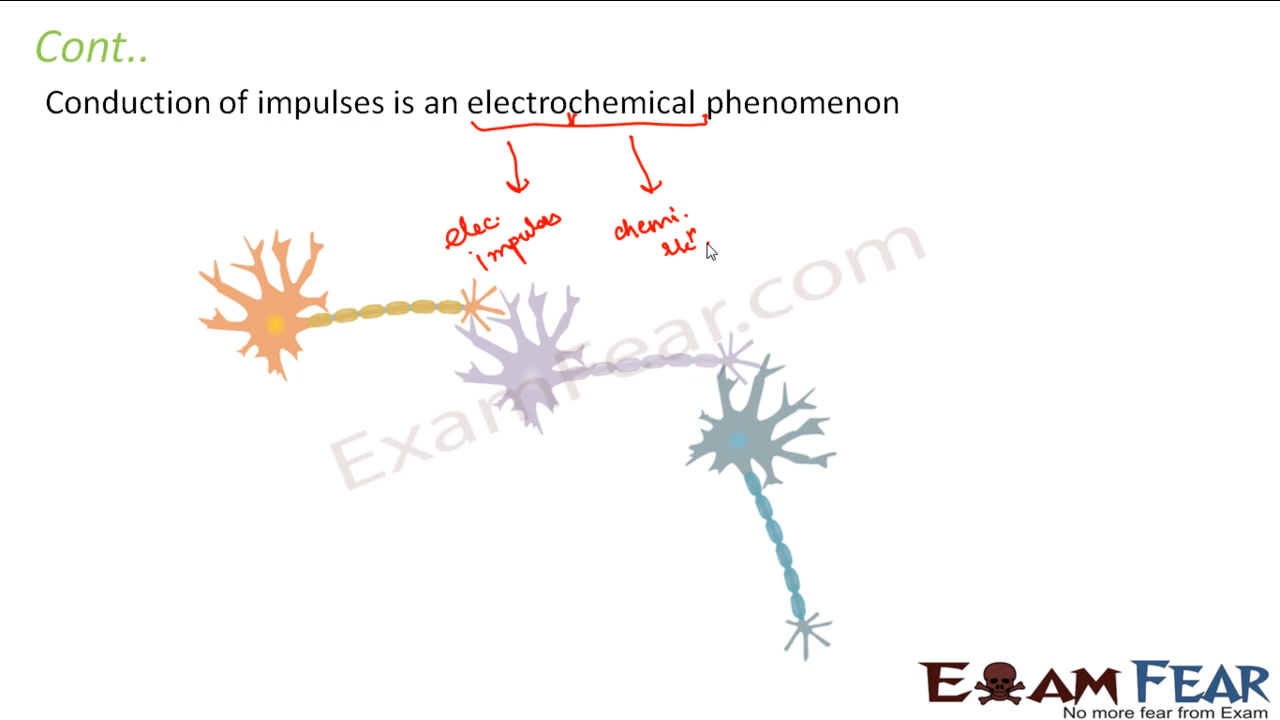 Cont..
Conduction of impulses is an electrochemical phenomenon
elec. chemi.
impulses
ExamFear.com
EXAM FEAR
No more fear from Exam